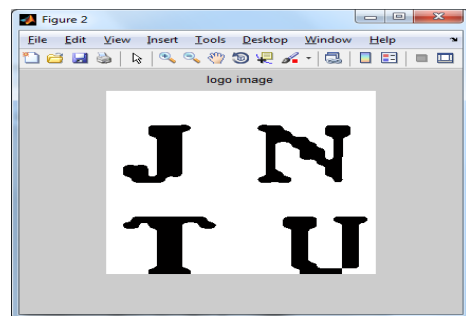 Figure 2
File Edit View Insert Tools Desktop Window Help
logo image
J N
T U